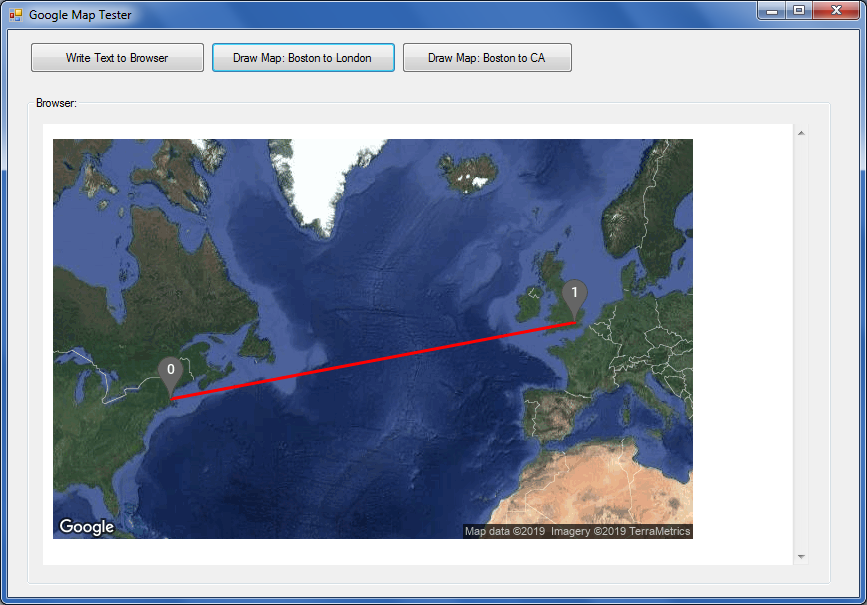 Google Map Tester
Write Text to Browser
Draw Map: Boston to London
Draw Map: Boston to CA
Browser:
1
0
Google
Map data ©2019 Imagery ©2019 TerraMetrics